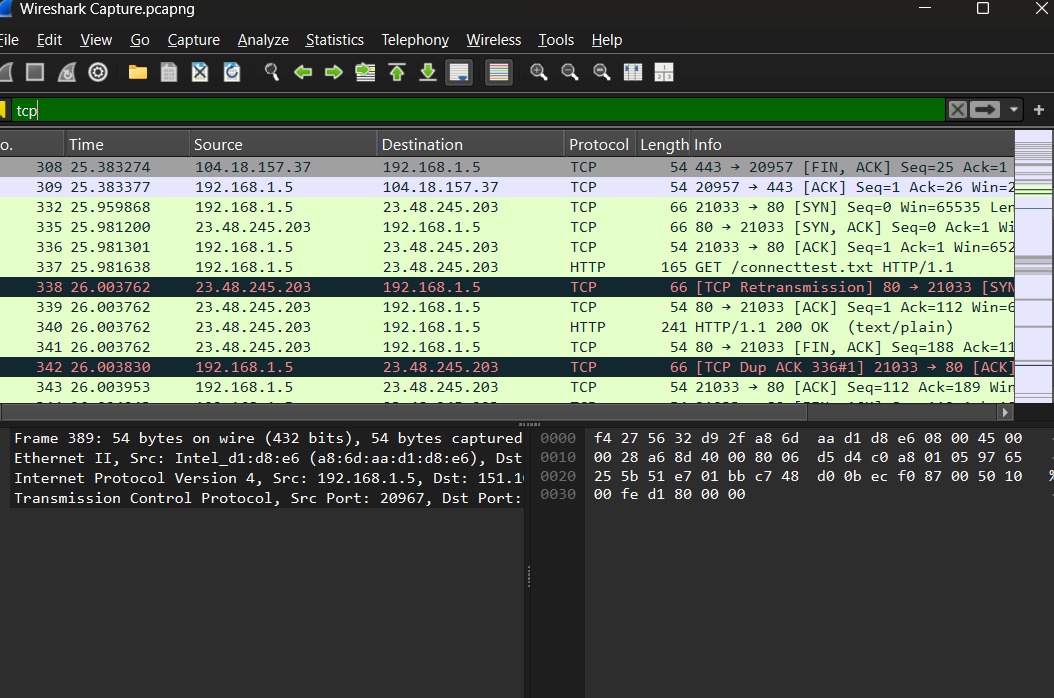 Wireshark Capture.pcapng
File Edit View Go Capture Analyze Statistics Telephony Wireless Tools Help
tcp
o. Time Source Destination Protocol Length Info
308 25.383274 104.18.157.37 192.168.1.5 TCP 54 443 → 20957 [FIN, ACK] Seq=25 Ack=1
309 25.383377 192.168.1.5 104.18.157.37 TCP 54 20957 → 443 [ACK] Seq=1 Ack=26 Win=2
332 25.959868 192.168.1.5 23.48.245.203 TCP 66 21033 → 80 [SYN] Seq=0 Win=65535 Len
335 25.981200 23.48.245.203 192.168.1.5 TCP 66 80 → 21033 [SYN, ACK] Seq=0 Ack=1 Wi
336 25.981301 192.168.1.5 23.48.245.203 TCP 54 21033 → 80 [ACK] Seq=1 Ack=1 Win=652
337 25.981638 192.168.1.5 23.48.245.203 HTTP 165 GET /connecttest.txt HTTP/1.1
338 26.003762 23.48.245.203 192.168.1.5 TCP 66 [TCP Retransmission] 80 → 21033 [SYN
339 26.003762 23.48.245.203 192.168.1.5 TCP 54 80 → 21033 [ACK] Seq=1 Ack=112 Win=6
340 26.003762 23.48.245.203 192.168.1.5 HTTP 241 HTTP/1.1 200 OK (text/plain)
341 26.003762 23.48.245.203 192.168.1.5 TCP 54 80 → 21033 [FIN, ACK] Seq=188 Ack=11
342 26.003830 192.168.1.5 23.48.245.203 TCP 66 [TCP Dup ACK 336#1] 21033 → 80 [ACK]
343 26.003953 192.168.1.5 23.48.245.203 TCP 54 21033 → 80 [ACK] Seq=112 Ack=189 Win
Frame 389: 54 bytes on wire (432 bits), 54 bytes captured
Ethernet II, Src: Intel_d1:d8:e6 (a8:6d:aa:d1:d8:e6), Dst
Internet Protocol Version 4, Src: 192.168.1.5, Dst: 151.10
Transmission Control Protocol, Src Port: 20967, Dst Port:
0000 f4 27 56 32 d9 2f a8 6d aa d1 d8 e6 08 00 45 00
0010 00 28 a6 8d 40 00 80 06 d5 d4 c0 a8 01 05 97 65
0020 25 5b 51 e7 01 bb c7 48 d0 0b ec f0 87 00 50 10 %
0030 00 fe d1 80 00 00